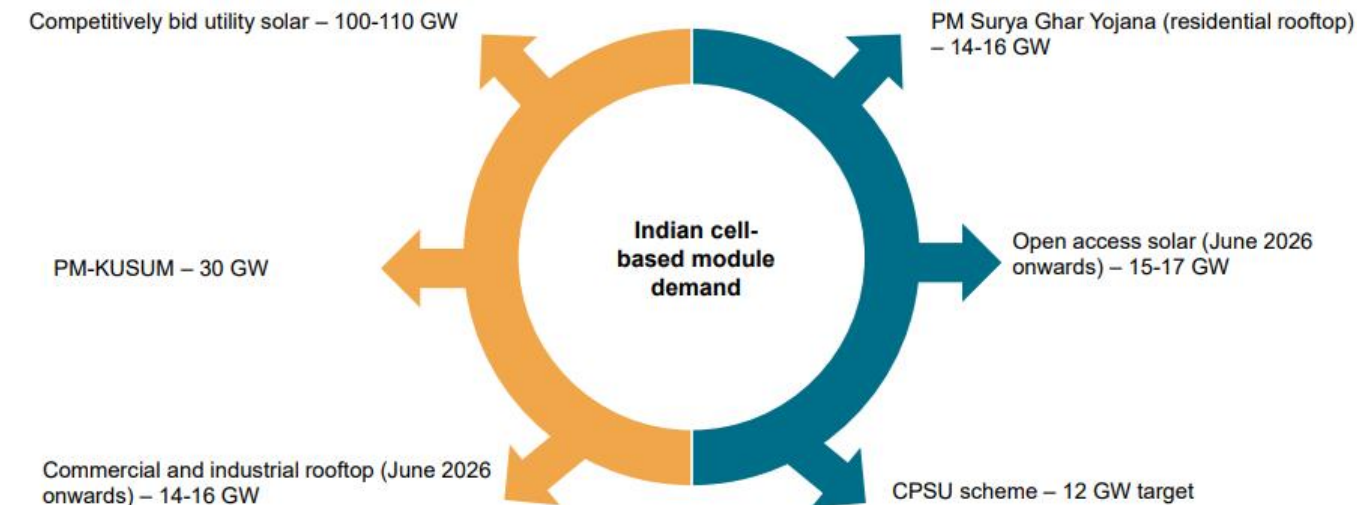 Competitively bid utility solar – 100-110 GW
PM Surya Ghar Yojana (residential rooftop)
– 14-16 GW
Indian cell-
based module
demand
PM-KUSUM – 30 GW
Open access solar (June 2026
onwards) – 15-17 GW
Commercial and industrial rooftop (June 2026
onwards) – 14-16 GW
CPSU scheme – 12 GW target